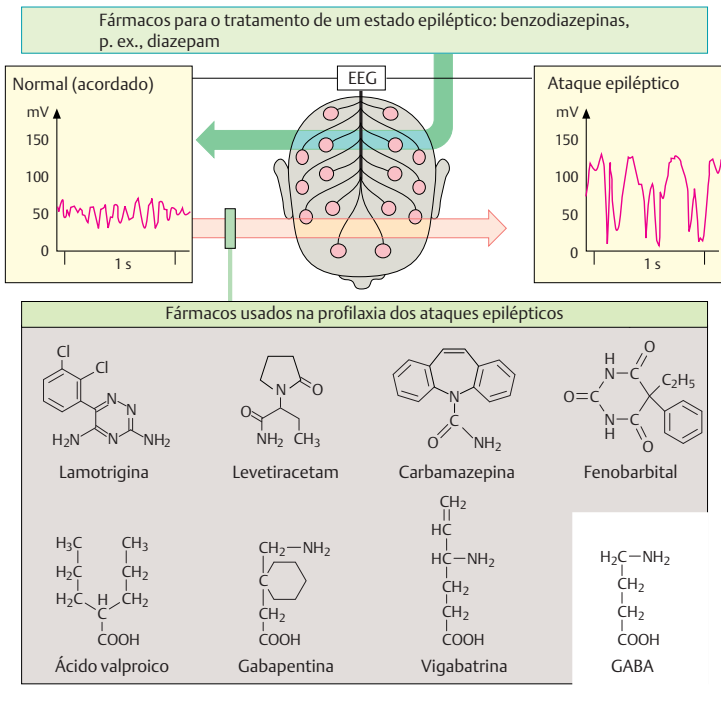 Fármacos para o tratamento de um estado epiléptico: benzodiazepinas,
p. ex., diazepam
Normal (acordado)
mV
150
100
50
0
1 s
EEG
Ataque epiléptico
mV
150
100
50
0
1 s
Fármacos usados na profilaxia dos ataques epilépticos
Cl
Cl
N
N
N
H₂N
NH₂
Lamotrigina
N
O
O
NH₂
CH₃
Levetiracetam
N
C
O
NH₂
Carbamazepina
O
H
N
C
C₂H₅
O=C
C
N
H
C
O
Fenobarbital
H₃C
CH₃
H₂C
CH₂
H₂C
H
CH₂
C
COOH
Ácido valproico
CH₂—NH₂
C
CH₂
COOH
Gabapentina
CH₂
HC
HC—NH₂
CH₂
CH₂
COOH
Vigabatrina
H₂C—NH₂
CH₂
CH₂
COOH
GABA